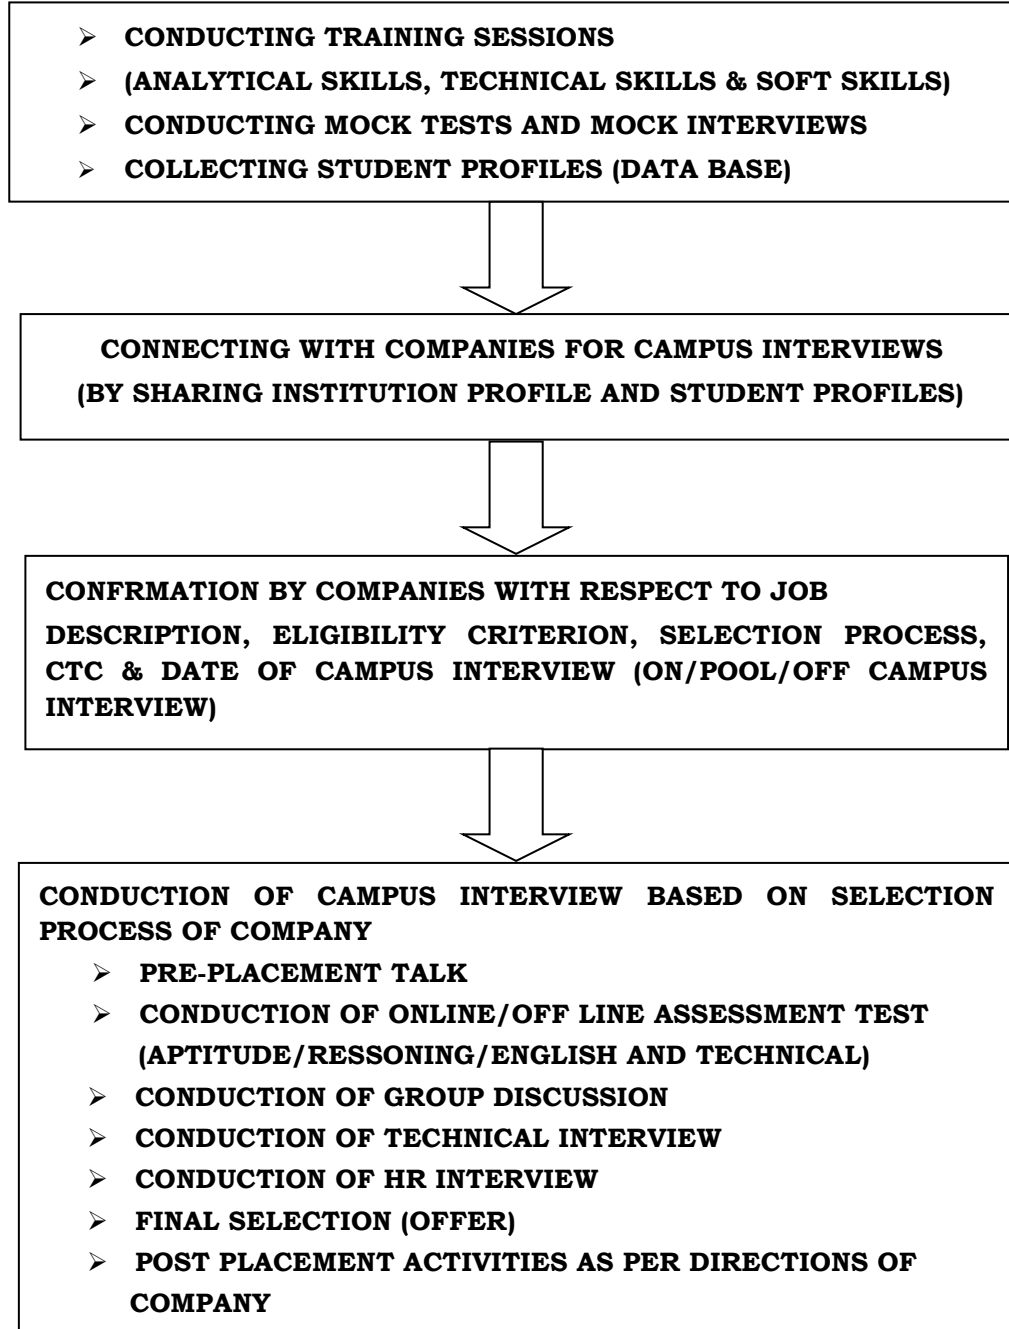 ➢ CONDUCTING TRAINING SESSIONS
➢ (ANALYTICAL SKILLS, TECHNICAL SKILLS & SOFT SKILLS)
➢ CONDUCTING MOCK TESTS AND MOCK INTERVIEWS
➢ COLLECTING STUDENT PROFILES (DATA BASE)
CONNECTING WITH COMPANIES FOR CAMPUS INTERVIEWS
(BY SHARING INSTITUTION PROFILE AND STUDENT PROFILES)
CONFRMATION BY COMPANIES WITH RESPECT TO JOB
DESCRIPTION, ELIGIBILITY CRITERION, SELECTION PROCESS,
CTC & DATE OF CAMPUS INTERVIEW (ON/POOL/OFF CAMPUS
INTERVIEW)
CONDUCTION OF CAMPUS INTERVIEW BASED ON SELECTION
PROCESS OF COMPANY
➢ PRE-PLACEMENT TALK
➢ CONDUCTION OF ONLINE/OFF LINE ASSESSMENT TEST
(APTITUDE/RESSONING/ENGLISH AND TECHNICAL)
➢ CONDUCTION OF GROUP DISCUSSION
➢ CONDUCTION OF TECHNICAL INTERVIEW
➢ CONDUCTION OF HR INTERVIEW
➢ FINAL SELECTION (OFFER)
➢ POST PLACEMENT ACTIVITIES AS PER DIRECTIONS OF
COMPANY